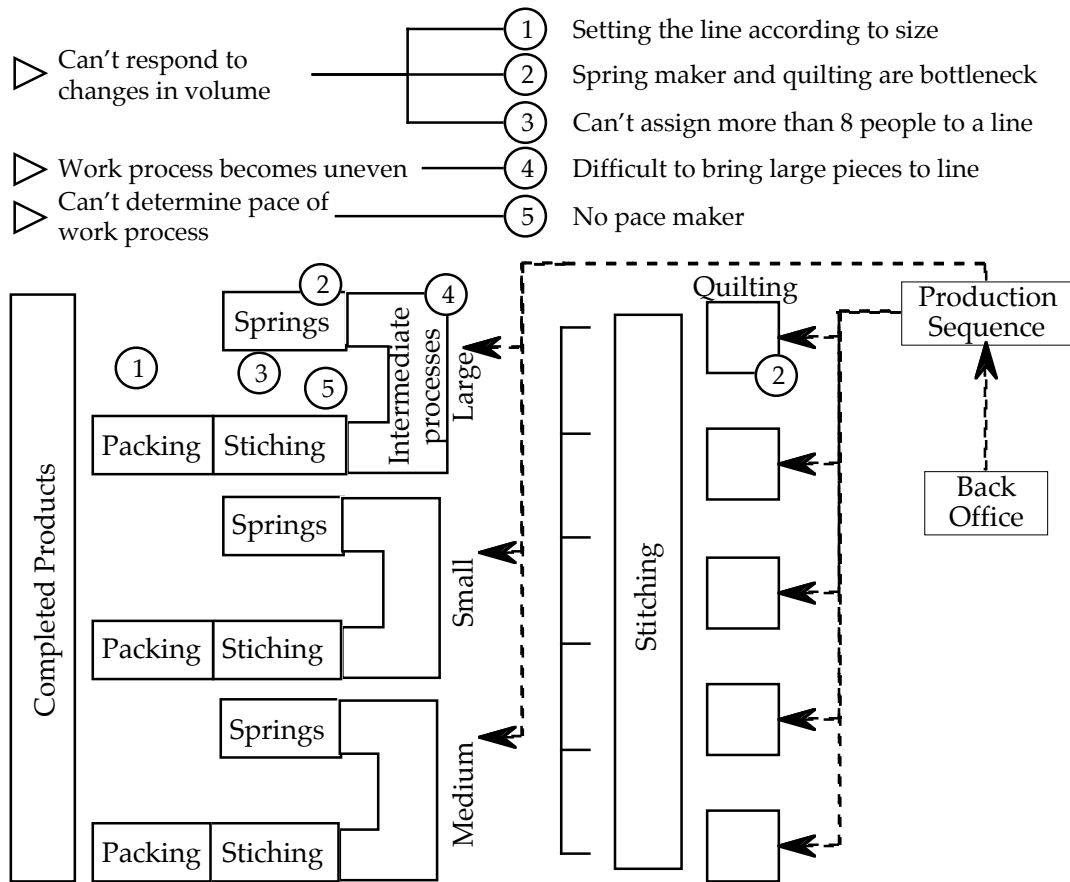 1 Setting the line according to size
Can’t respond to
changes in volume
2 Spring maker and quilting are bottleneck
3 Can’t assign more than 8 people to a line
Work process becomes uneven 4 Difficult to bring large pieces to line
Can’t determine pace of
work process
5 No pace maker
Completed Products
2
Springs
4
Intermediate
processes
Large
1
3
5
Packing Stiching
Springs
Small
Packing Stiching
Springs
Medium
Packing Stiching
Stitching
Quilting
2
Production
Sequence
Back
Office